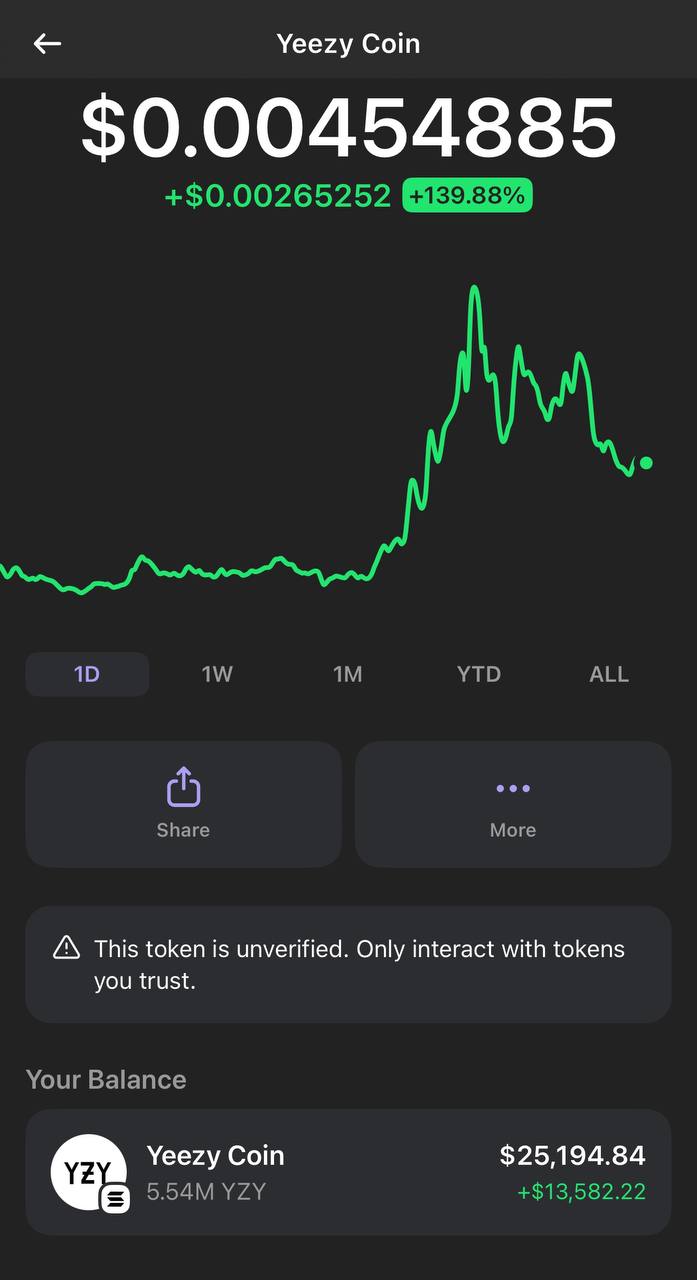 Yeezy Coin
$0.00454885
+$0.00265252 +139.88%
1D 1W 1M YTD ALL
Share More
This token is unverified. Only interact with tokens
you trust.
Your Balance
YZY Yeezy Coin $25,194.84
5.54M YZY +$13,582.22